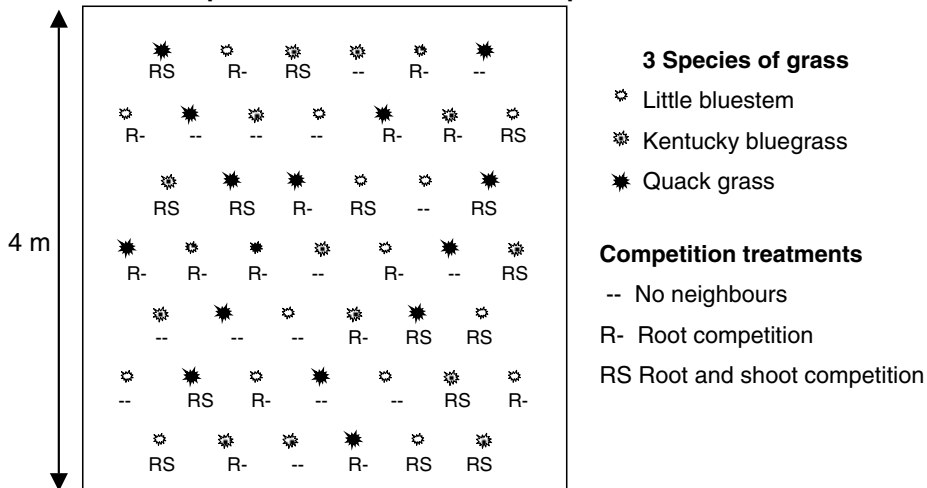 RS R- RS -- R- --
R- -- -- -- R- R- RS
RS RS R- RS -- RS
R- R- R- -- R- -- RS
-- -- -- R- RS RS
-- RS R- -- -- RS R-
RS R- -- R- RS RS
4 m
3 Species of grass
Little bluestem
Kentucky bluegrass
Quack grass
Competition treatments
-- No neighbours
R- Root competition
RS Root and shoot competition